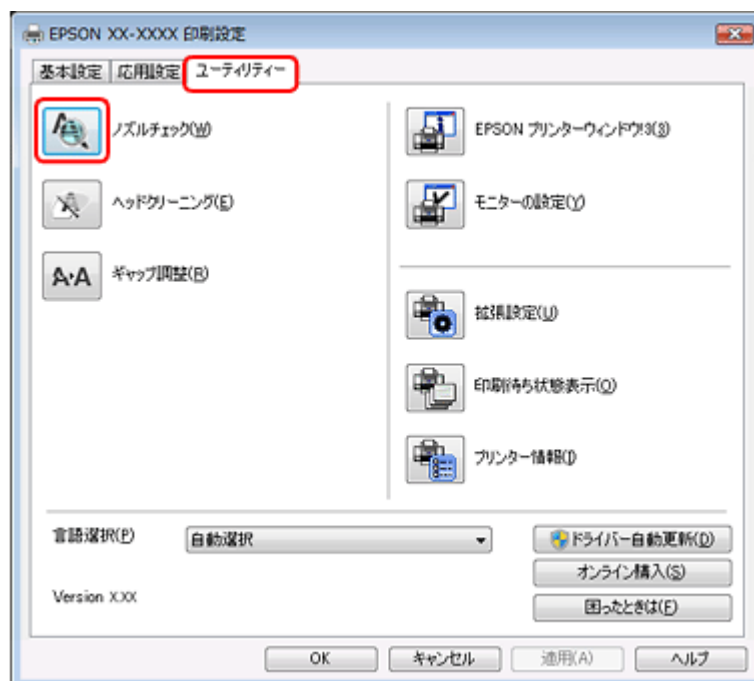 EPSON XX-XXXX 印刷設定
基本設定 応用設定 ユーティリティー
ノズルチェック(W)
ヘッドクリーニング(E)
ギャップ調整(R)
EPSON プリンターウィンドウ!3(3)
モニターの設定(Y)
拡張設定(U)
印刷待ち状態表示(O)
プリンター情報(I)
言語選択(P) 自動選択
Version X.XX
ドライバー自動更新(D)
オンライン購入(S)
困ったときは(F)
OK キャンセル 適用(A) ヘルプ